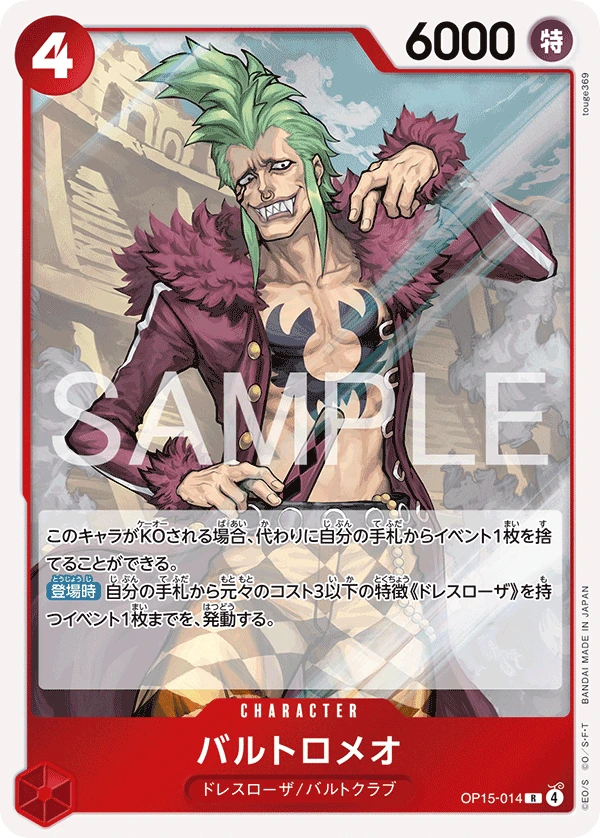 4
6000
特
touge369
SAMPLE
このキャラがKOされる場合、代わりに自分の手札からイベント1枚を捨
てることができる。
登場時 自分の手札から元々のコスト3以下の特徴《ドレスローザ》を持
つイベント1枚までを、発動する。
CHARACTER
バルトロメオ
ドレスローザ/バルトクラブ
OP15-014 R 4
©E/S ©O/S・F・T BANDAI MADE IN JAPAN